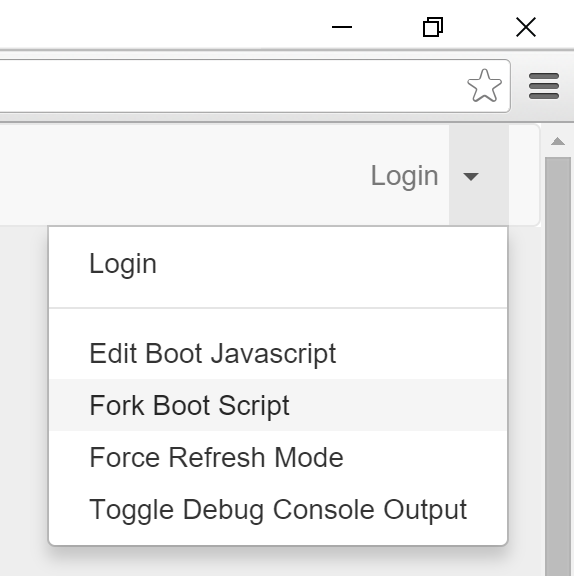 Login
Login
Edit Boot Javascript
Fork Boot Script
Force Refresh Mode
Toggle Debug Console Output